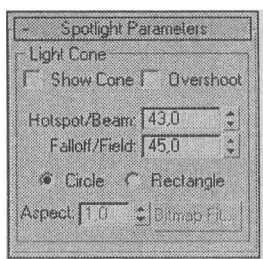 - Spotlight Parameters
Light Cone
Show Cone Overshoot
Hotspot/Beam: 43,0
Falloff/Field: 45,0
Circle Rectangle
Aspect: 1,0 Bitmap Fit...